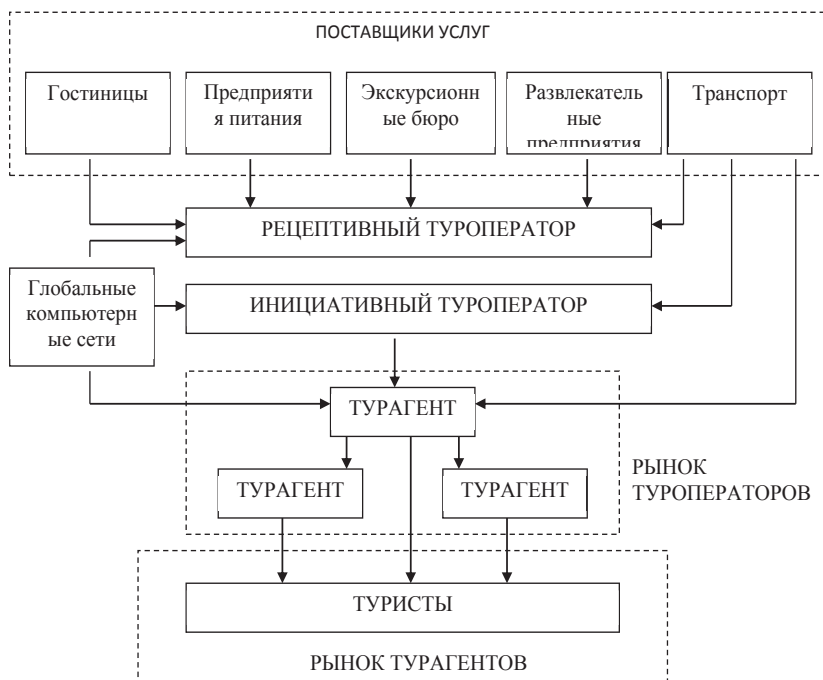 ПОСТАВЩИКИ УСЛУГ
Гостиницы
Предприяти
я питания
Экскурсионн
ые бюро
Развлекатель
ные
предприятия
Транспорт
РЕЦЕПТИВНЫЙ ТУРОПЕРАТОР
Глобальные
компьютерн
ые сети
ИНИЦИАТИВНЫЙ ТУРОПЕРАТОР
ТУРАГЕНТ
ТУРАГЕНТ
ТУРАГЕНТ
РЫНОК
ТУРОПЕРАТОРОВ
ТУРИСТЫ
РЫНОК ТУРАГЕНТОВ